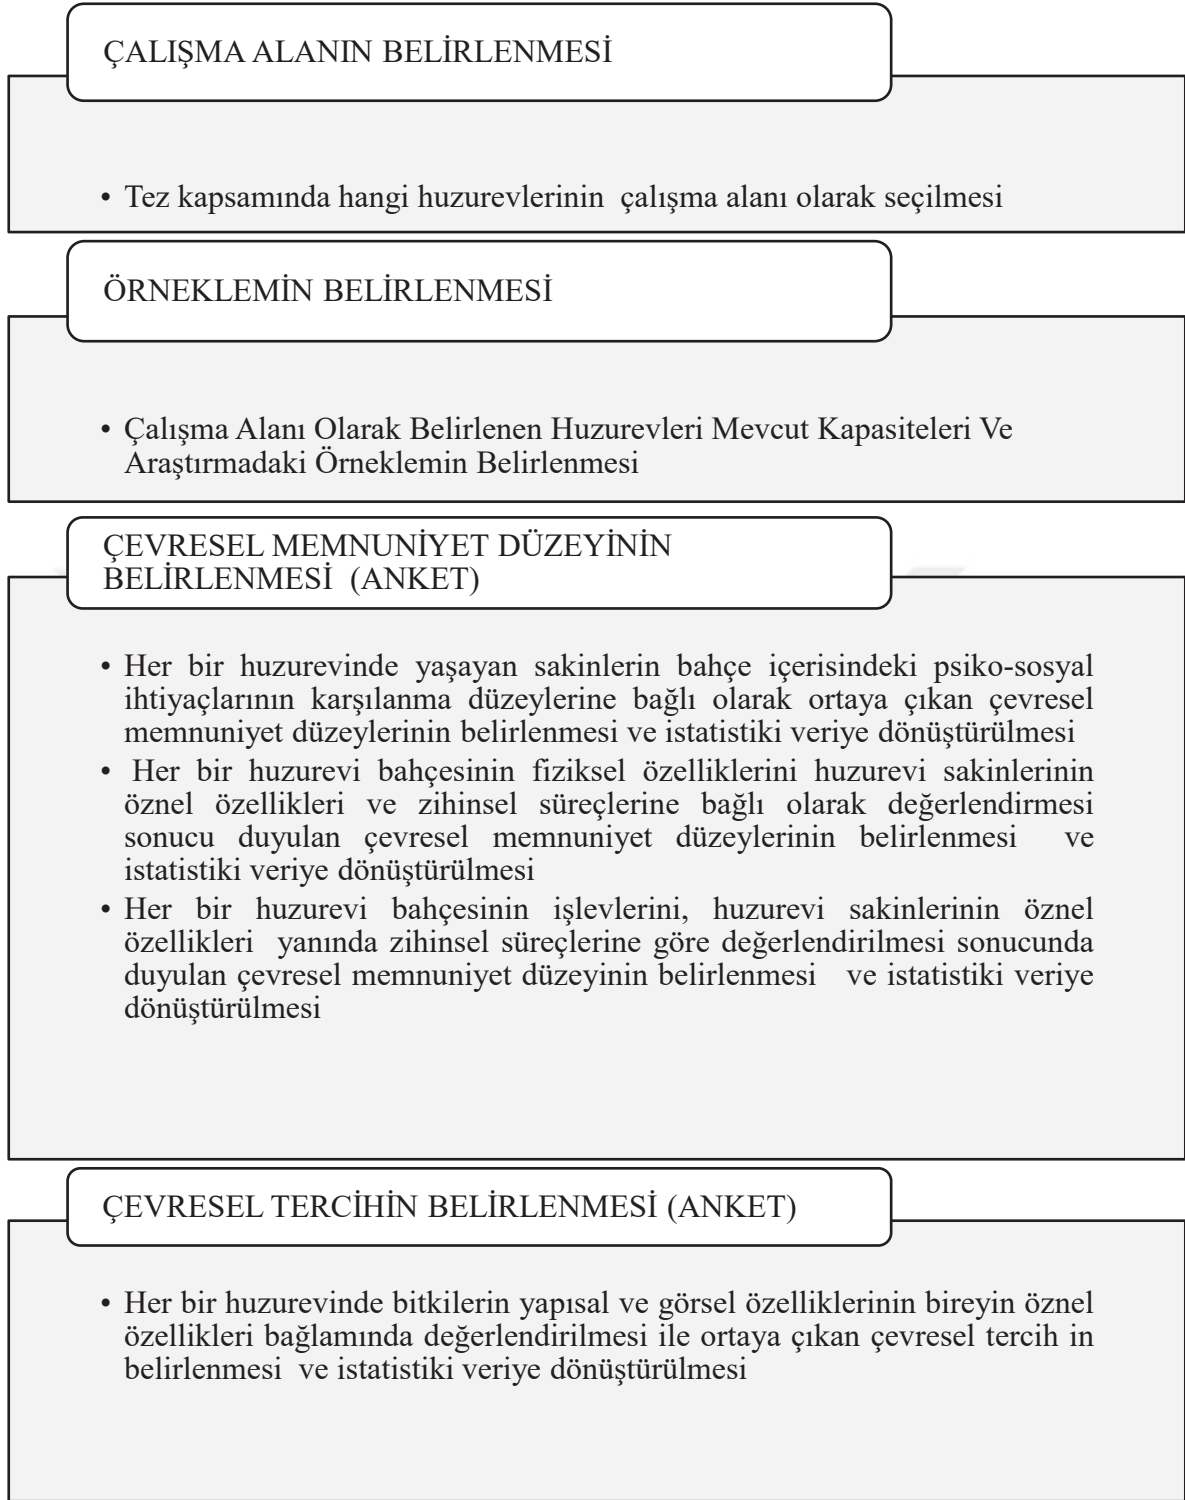 ÇALIŞMA ALANIN BELİRLENMESİ
• Tez kapsamında hangi huzurevlerinin  çalışma alanı olarak seçilmesi
ÖRNEKLEMİN BELİRLENMESİ
• Çalışma Alanı Olarak Belirlenen Huzurevleri Mevcut Kapasiteleri Ve
Araştırmadaki Örneklemin Belirlenmesi
ÇEVRESEL MEMNUNİYET DÜZEYİNİN
BELİRLENMESİ  (ANKET)
• Her bir huzurevinde yaşayan sakinlerin bahçe içerisindeki psiko-sosyal
ihtiyaçlarının karşılanma düzeylerine bağlı olarak ortaya çıkan çevresel
memnuniyet düzeylerinin belirlenmesi ve istatistiki veriye dönüştürülmesi
• Her bir huzurevi bahçesinin fiziksel özelliklerini huzurevi sakinlerinin
öznel özellikleri ve zihinsel süreçlerine bağlı olarak değerlendirmesi
sonucu duyulan çevresel memnuniyet düzeylerinin belirlenmesi  ve
istatistiki veriye dönüştürülmesi
• Her bir huzurevi bahçesinin işlevlerini, huzurevi sakinlerinin öznel
özellikleri  yanında zihinsel süreçlerine göre değerlendirilmesi sonucunda
duyulan çevresel memnuniyet düzeyinin belirlenmesi  ve istatistiki veriye
dönüştürülmesi
ÇEVRESEL TERCİHİN BELİRLENMESİ (ANKET)
• Her bir huzurevinde bitkilerin yapısal ve görsel özelliklerinin bireyin öznel
özellikleri bağlamında değerlendirilmesi ile ortaya çıkan çevresel tercih in
belirlenmesi  ve istatistiki veriye dönüştürülmesi